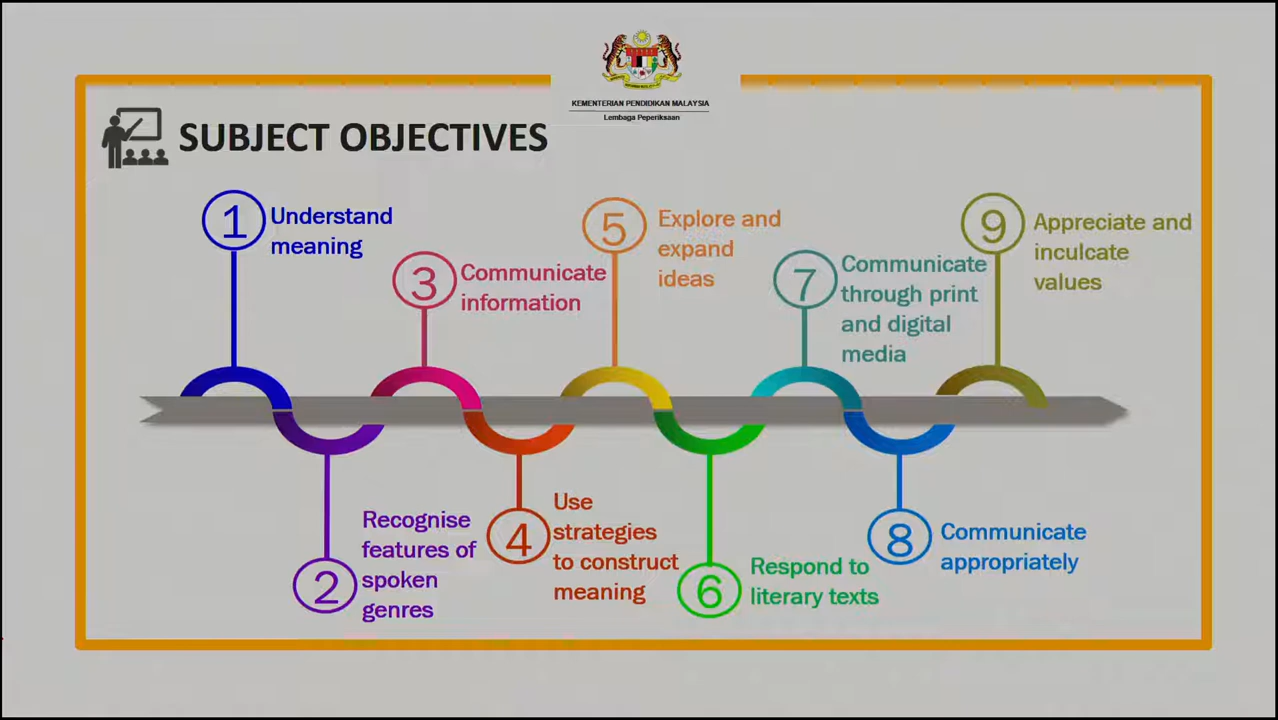 KEMENTERIAN PENDIDIKAN MALAYSIA
Lembaga Peperiksaan
SUBJECT OBJECTIVES
1
Understand
meaning
2
Recognise
features of
spoken
genres
3
Communicate
information
4
Use
strategies
to construct
meaning
5
Explore and
expand
ideas
6
Respond to
literary texts
7
Communicate
through print
and digital
media
8
Communicate
appropriately
9
Appreciate and
inculcate
values